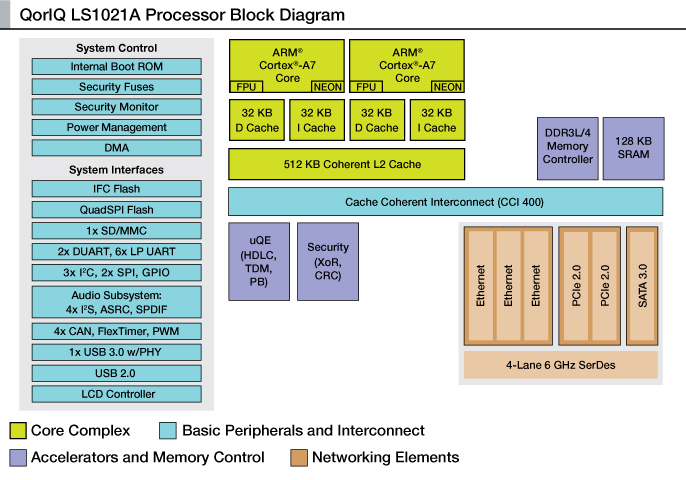 QorIQ LS1021A Processor Block Diagram
System Control
Internal Boot ROM
Security Fuses
Security Monitor
Power Management
DMA
System Interfaces
IFC Flash
QuadSPI Flash
1x SD/MMC
2x DUART, 6x LP UART
3x I²C, 2x SPI, GPIO
Audio Subsystem:
4x I²S, ASRC, SPDIF
4x CAN, FlexTimer, PWM
1x USB 3.0 w/PHY
USB 2.0
LCD Controller
ARM®
Cortex®-A7
Core
FPU
NEON
ARM®
Cortex®-A7
Core
FPU
NEON
32 KB
D Cache
32 KB
I Cache
32 KB
D Cache
32 KB
I Cache
512 KB Coherent L2 Cache
DDR3L/4
Memory
Controller
128 KB
SRAM
Cache Coherent Interconnect (CCI 400)
uQE
(HDLC,
TDM,
PB)
Security
(XoR,
CRC)
Ethernet
Ethernet
Ethernet
PCIe 2.0
PCIe 2.0
SATA 3.0
4-Lane 6 GHz SerDes
Core Complex
Basic Peripherals and Interconnect
Accelerators and Memory Control
Networking Elements